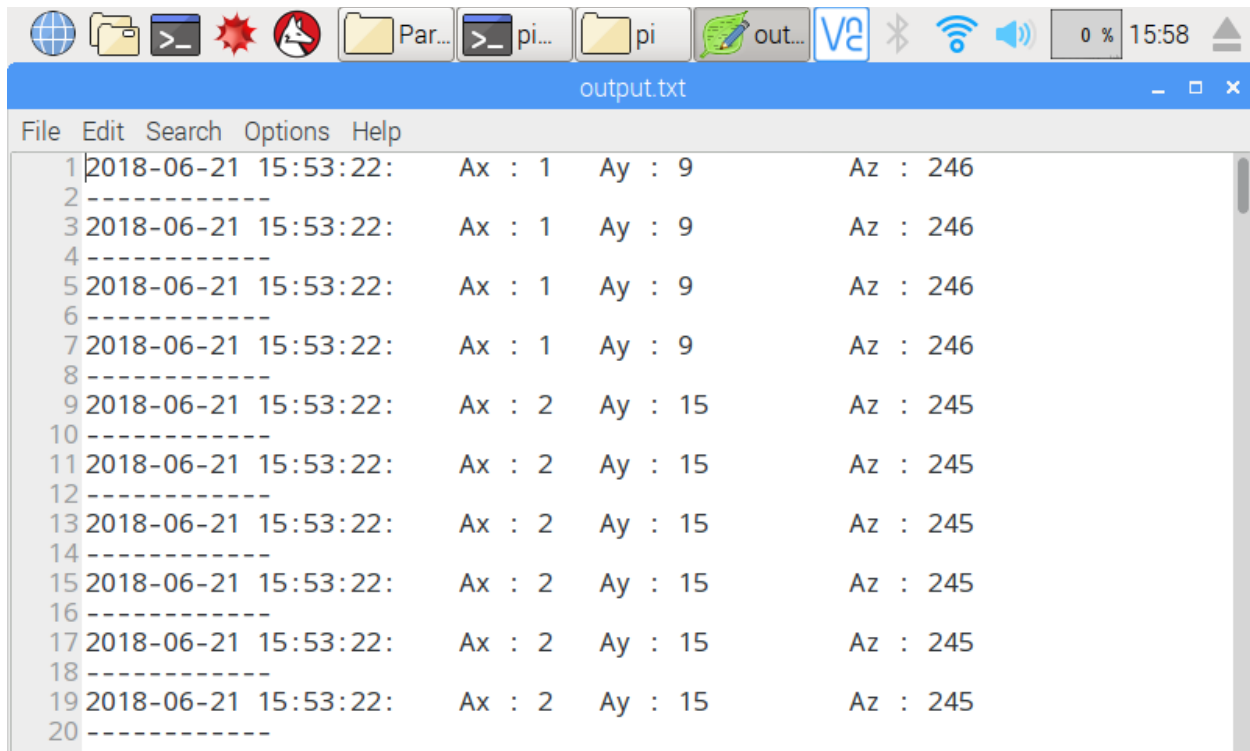 Par... pi... pi out... V2 0 % 15:58
output.txt
File Edit Search Options Help
1 2018-06-21 15:53:22: Ax : 1 Ay : 9 Az : 246
2 ------------
3 2018-06-21 15:53:22: Ax : 1 Ay : 9 Az : 246
4 ------------
5 2018-06-21 15:53:22: Ax : 1 Ay : 9 Az : 246
6 ------------
7 2018-06-21 15:53:22: Ax : 1 Ay : 9 Az : 246
8 ------------
9 2018-06-21 15:53:22: Ax : 2 Ay : 15 Az : 245
10 ------------
11 2018-06-21 15:53:22: Ax : 2 Ay : 15 Az : 245
12 ------------
13 2018-06-21 15:53:22: Ax : 2 Ay : 15 Az : 245
14 ------------
15 2018-06-21 15:53:22: Ax : 2 Ay : 15 Az : 245
16 ------------
17 2018-06-21 15:53:22: Ax : 2 Ay : 15 Az : 245
18 ------------
19 2018-06-21 15:53:22: Ax : 2 Ay : 15 Az : 245
20 ------------